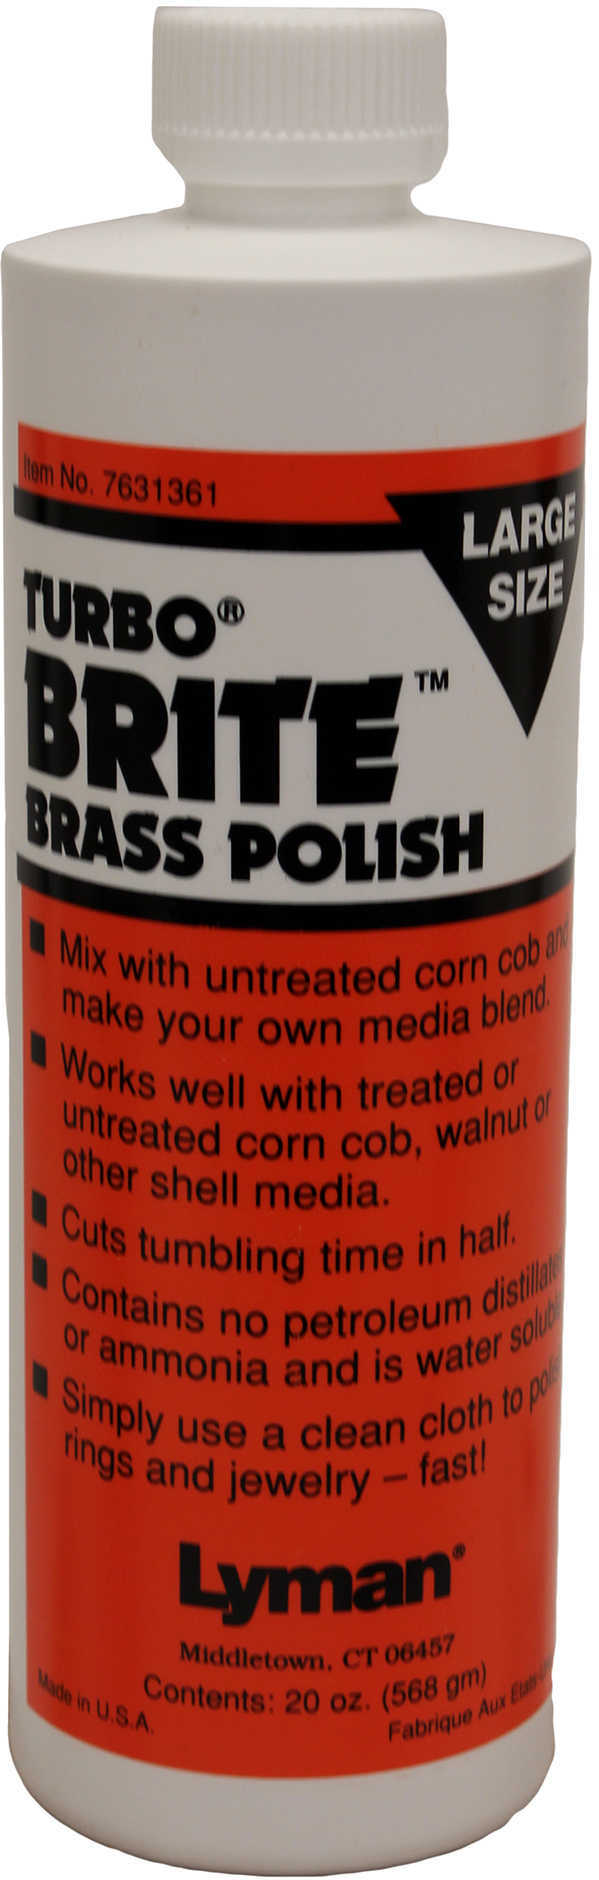 Item No. 7631361
LARGE
SIZE
TURBO®
BRITE™
BRASS POLISH
■ Mix with untreated corn cob and
make your own media blend.
■ Works well with treated or
untreated corn cob, walnut or
other shell media.
■ Cuts tumbling time in half.
■ Contains no petroleum distillates
or ammonia and is water
■ Simply use a clean cloth to
rings and jewelry – fast!
Lyman®
Middletown, CT 06457
Contents: 20 oz. (568 gm)
Made in U.S.A.
Fabrique Aux Etats-